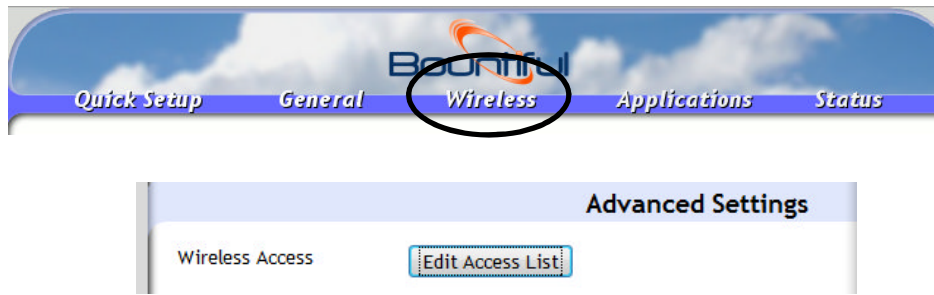 Bountiful
Quick Setup General Wireless Applications Status
Advanced Settings
Wireless Access Edit Access List